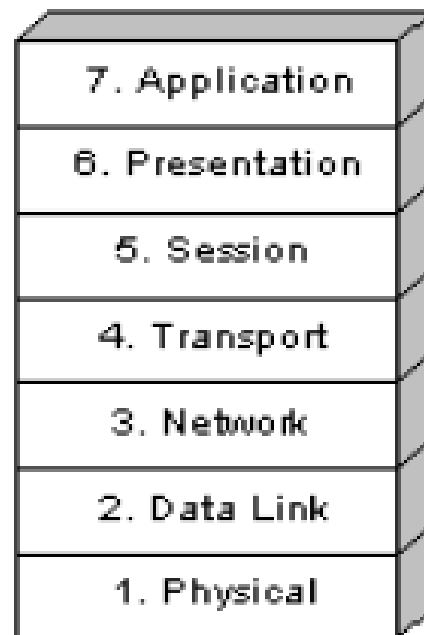 7. Application
6. Presentation
5. Session
4. Transport
3. Network
2. Data Link
1. Physical